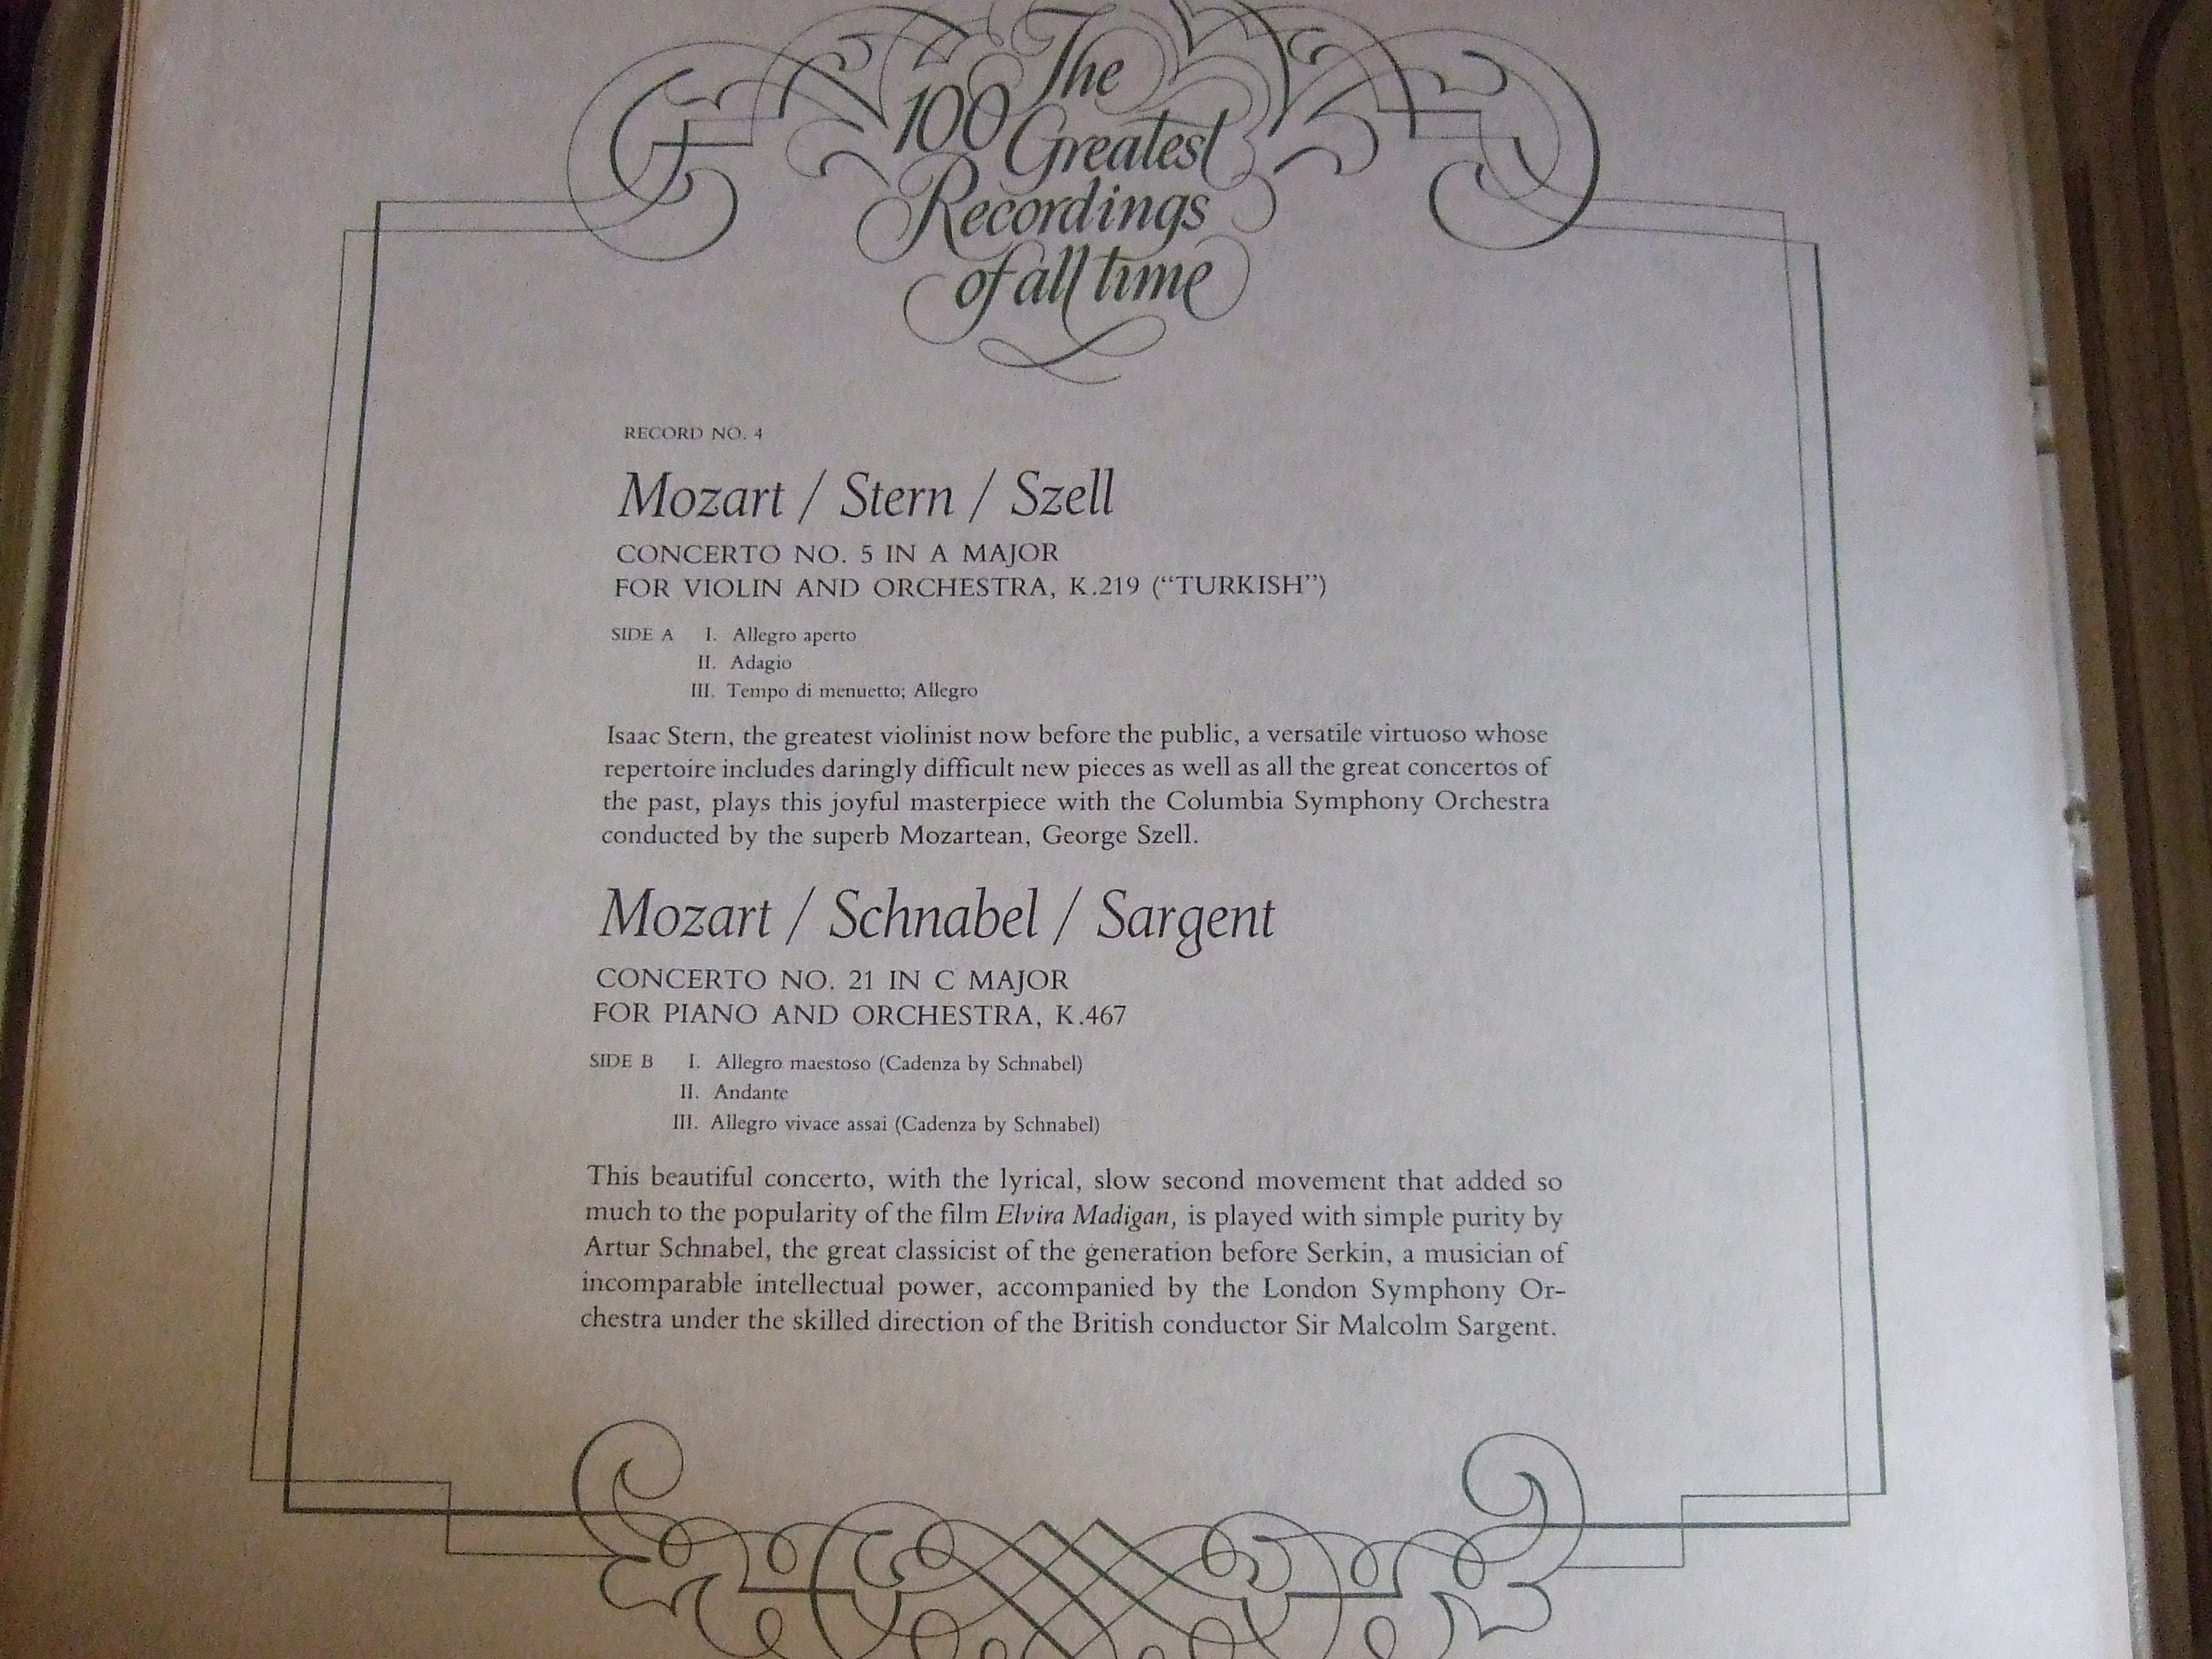 The
100 Greatest
Recordings
of all time
RECORD NO. 4
Mozart / Stern / Szell
CONCERTO NO. 5 IN A MAJOR
FOR VIOLIN AND ORCHESTRA, K.219 (“TURKISH”)
SIDE A I. Allegro aperto
II. Adagio
III. Tempo di menuetto; Allegro
Isaac Stern, the greatest violinist now before the public, a versatile virtuoso whose
repertoire includes daringly difficult new pieces as well as all the great concertos of
the past, plays this joyful masterpiece with the Columbia Symphony Orchestra
conducted by the superb Mozartean, George Szell.
Mozart / Schnabel / Sargent
CONCERTO NO. 21 IN C MAJOR
FOR PIANO AND ORCHESTRA, K.467
SIDE B I. Allegro maestoso (Cadenza by Schnabel)
II. Andante
III. Allegro vivace assai (Cadenza by Schnabel)
This beautiful concerto, with the lyrical, slow second movement that added so
much to the popularity of the film Elvira Madigan, is played with simple purity by
Artur Schnabel, the great classicist of the generation before Serkin, a musician of
incomparable intellectual power, accompanied by the London Symphony Or-
chestra under the skilled direction of the British conductor Sir Malcolm Sargent.